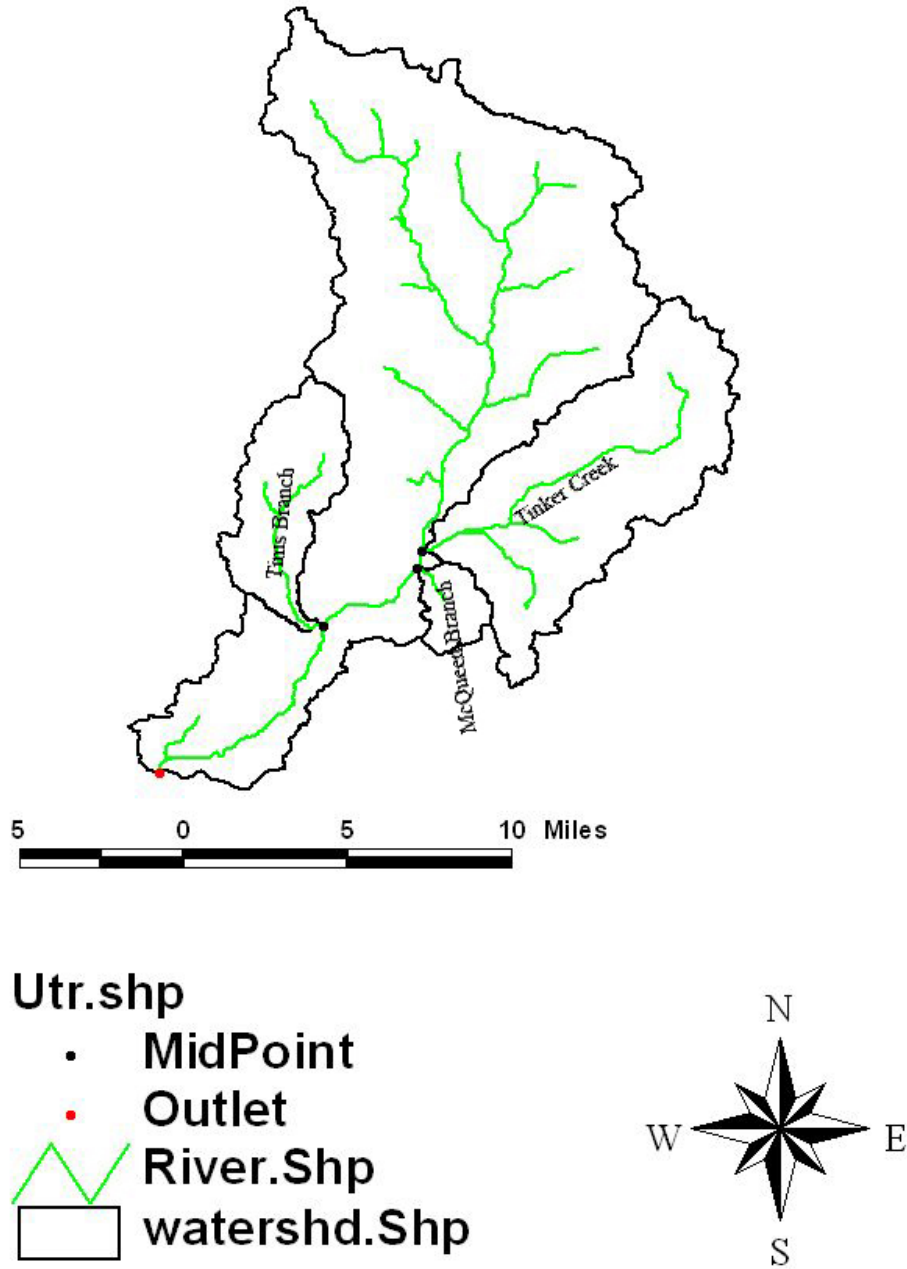 Tims Branch
Tinker Creek
McQueen Branch
5 0 5 10 Miles
Utr.shp
MidPoint
Outlet
River.Shp
watershd.Shp
N
W E
S